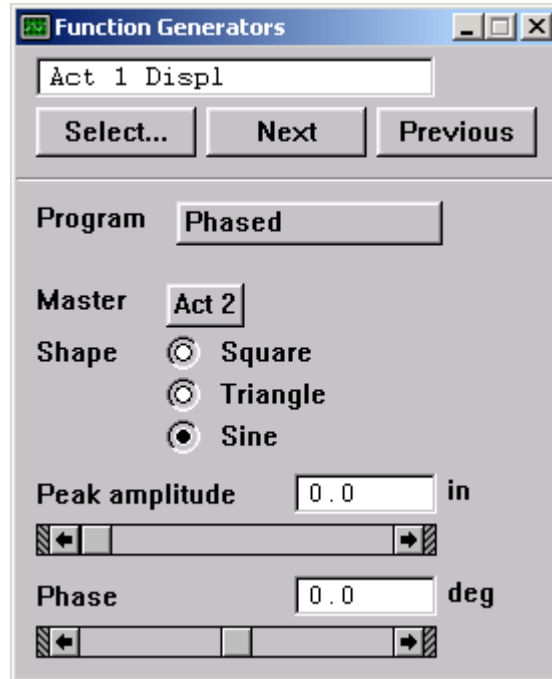 Function Generators
Act 1 Displ
Select... Next Previous
Program Phased
Master Act 2
Shape Square
Triangle
Sine
Peak amplitude 0.0 in
Phase 0.0 deg